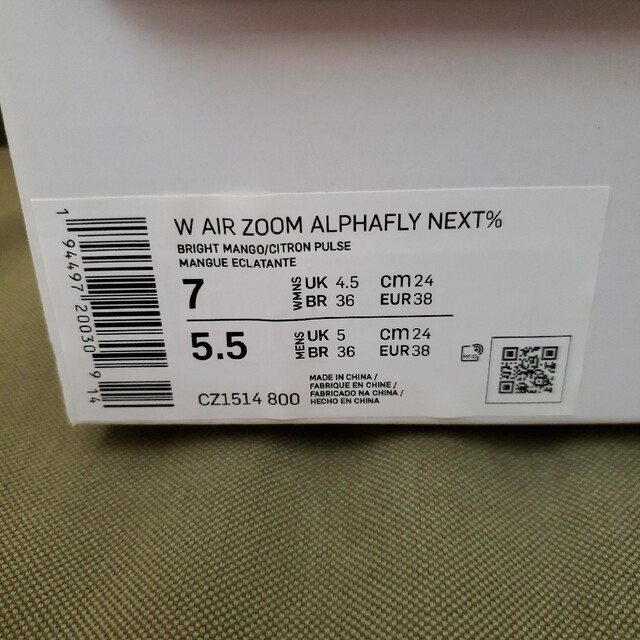 W AIR ZOOM ALPHAFLY NEXT%
BRIGHT MANGO/CITRON PULSE
MANGUE ECLATANTE
7 WMNS UK 4.5 cm 24
BR 36 EUR 38
5.5 MENS UK 5 cm 24
BR 36 EUR 38
CZ1514 800
MADE IN CHINA /
FABRIQUE EN CHINE /
FABRICADO NA CHINA /
HECHO EN CHINA
RFID
1 94497 20030 9 14